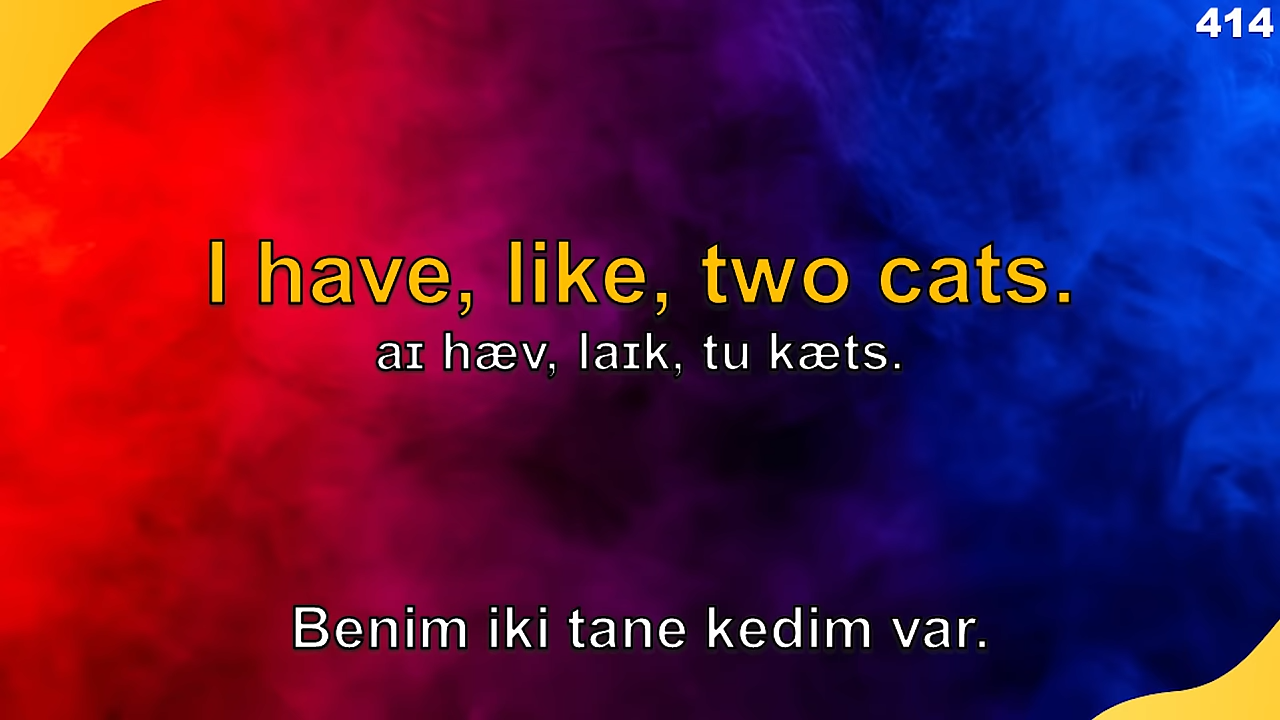 414
I have, like, two cats.
aɪ hæv, laɪk, tu kæts.
Benim iki tane kedim var.